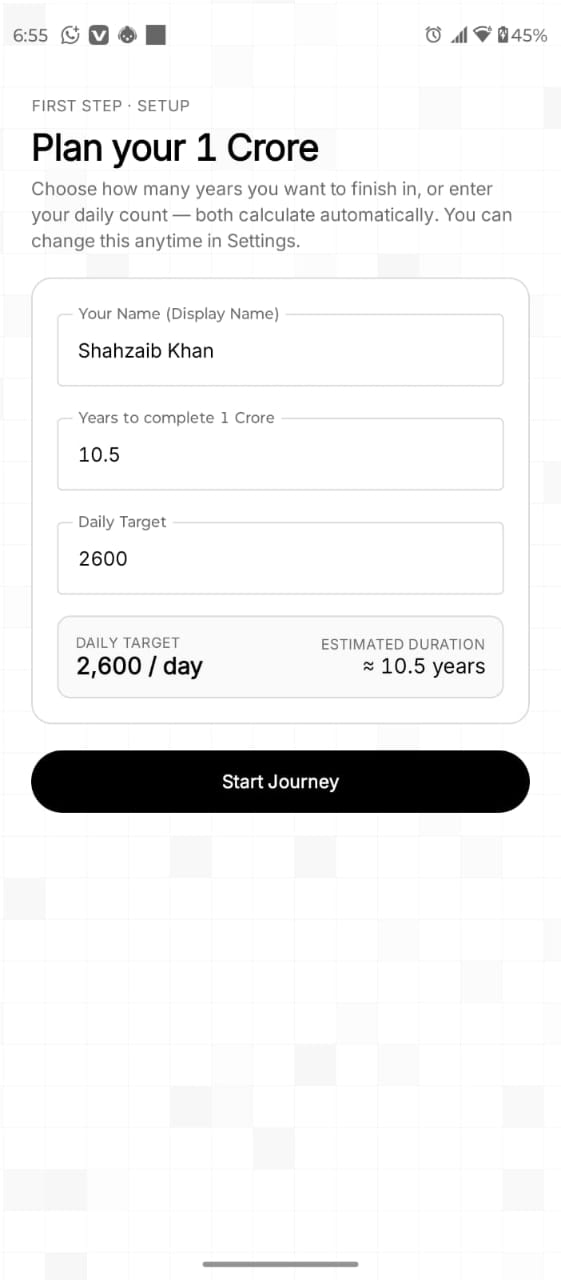 6:55
45%
FIRST STEP · SETUP
Plan your 1 Crore
Choose how many years you want to finish in, or enter
your daily count — both calculate automatically. You can
change this anytime in Settings.
Your Name (Display Name)
Shahzaib Khan
Years to complete 1 Crore
10.5
Daily Target
2600
DAILY TARGET
2,600 / day
ESTIMATED DURATION
≈ 10.5 years
Start Journey